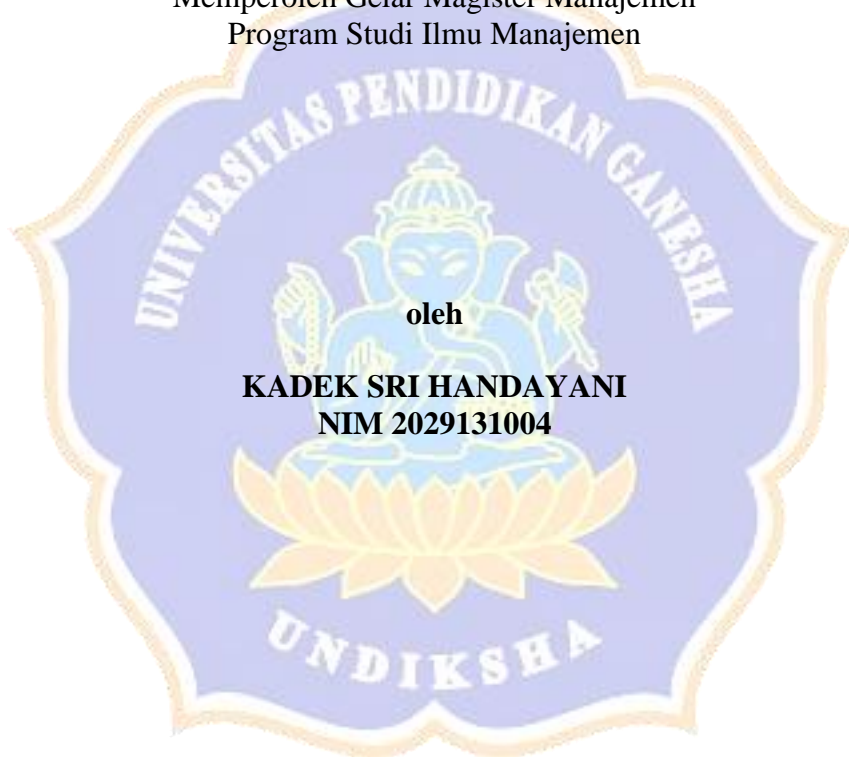 Memperoleh Gelar Magister Manajemen
Program Studi Ilmu Manajemen
UNIVERSITAS PENDIDIKAN GANESHA
oleh
KADEK SRI HANDAYANI
NIM 2029131004
UNDIKSHA